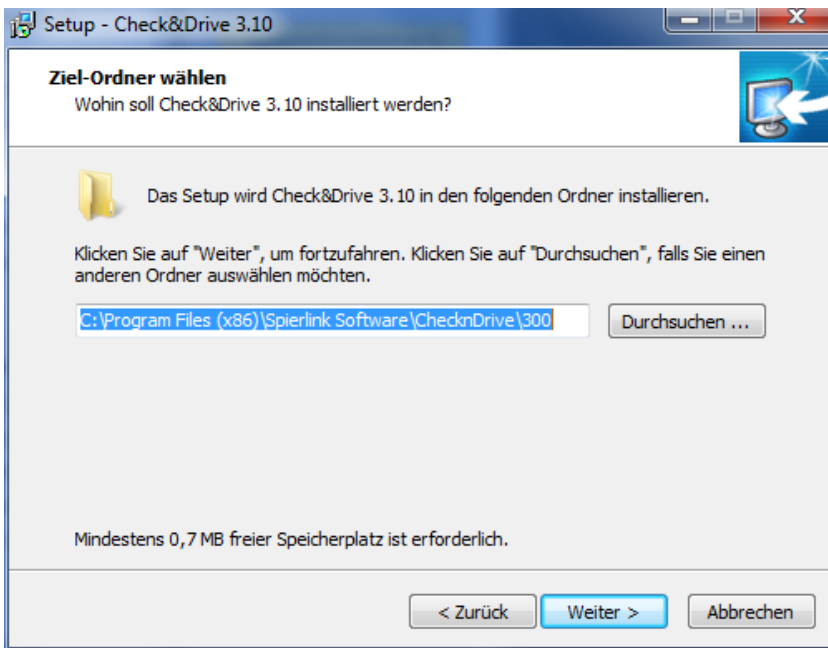 Setup - Check&Drive 3.10
Ziel-Ordner wählen
Wohin soll Check&Drive 3.10 installiert werden?
Das Setup wird Check&Drive 3.10 in den folgenden Ordner installieren.
Klicken Sie auf "Weiter", um fortzufahren. Klicken Sie auf "Durchsuchen", falls Sie einen
anderen Ordner auswählen möchten.
C:\Program Files (x86)\Spierlink Software\ChecknDrive\300
Durchsuchen ...
Mindestens 0,7 MB freier Speicherplatz ist erforderlich.
< Zurück Weiter > Abbrechen